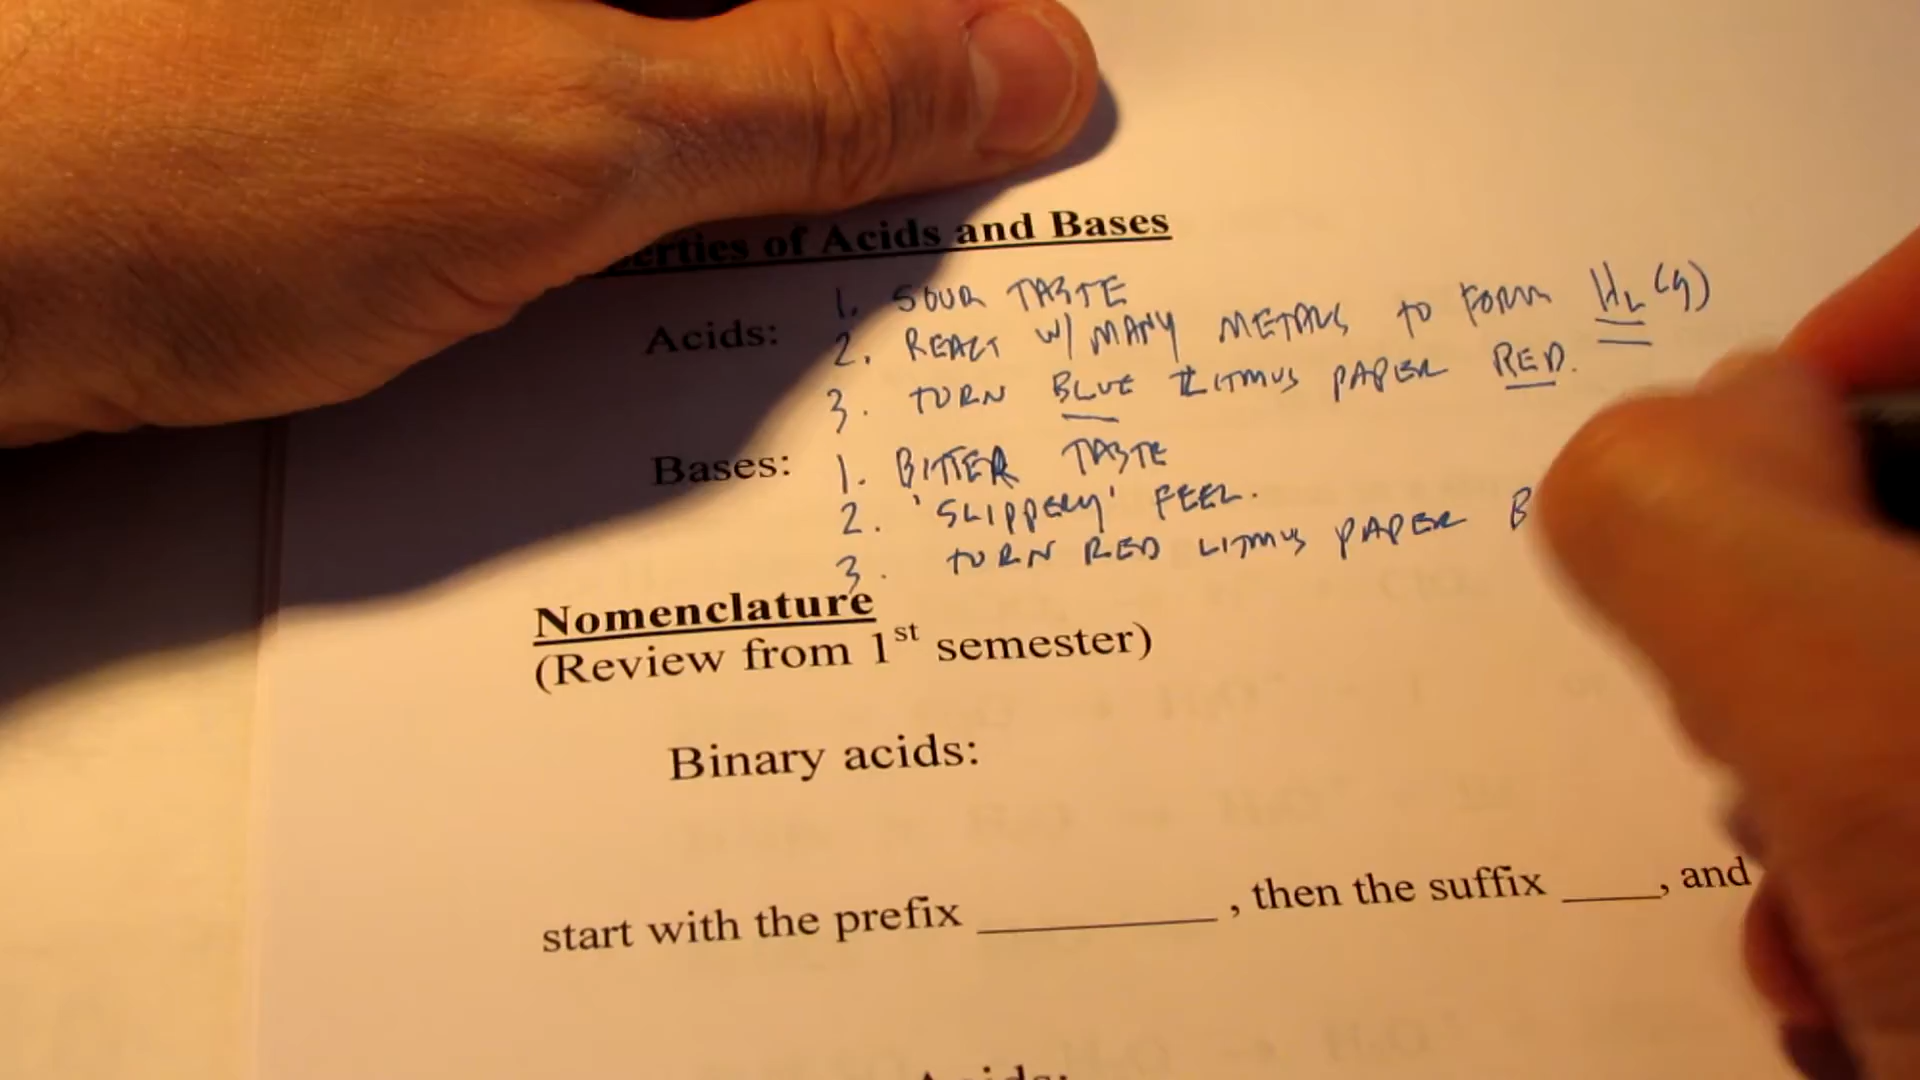 erties of Acids and Bases
Acids: 1. SOUR TASTE
2. REACT W/ MANY METALS TO FORM H₂(g)
3. TURN BLUE LITMUS PAPER RED.
Bases: 1. BITTER TASTE
2. 'SLIPPERY' FEEL.
3. TURN RED LITMUS PAPER B
Nomenclature
(Review from 1st semester)
Binary acids:
start with the prefix __________ , then the suffix _____, and